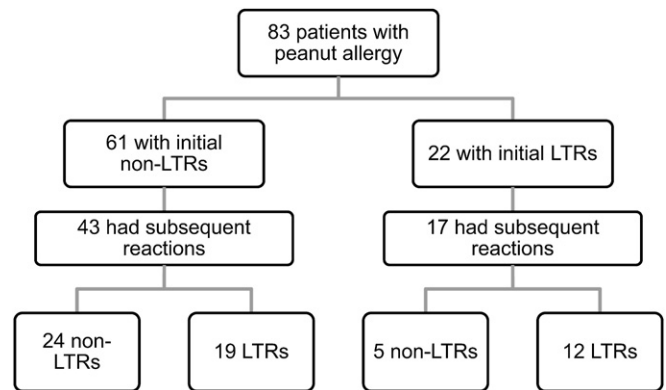 83 patients with
peanut allergy
61 with initial
non-LTRs
22 with initial LTRs
43 had subsequent
reactions
17 had subsequent
reactions
24 non-
LTRs
19 LTRs
5 non-LTRs
12 LTRs